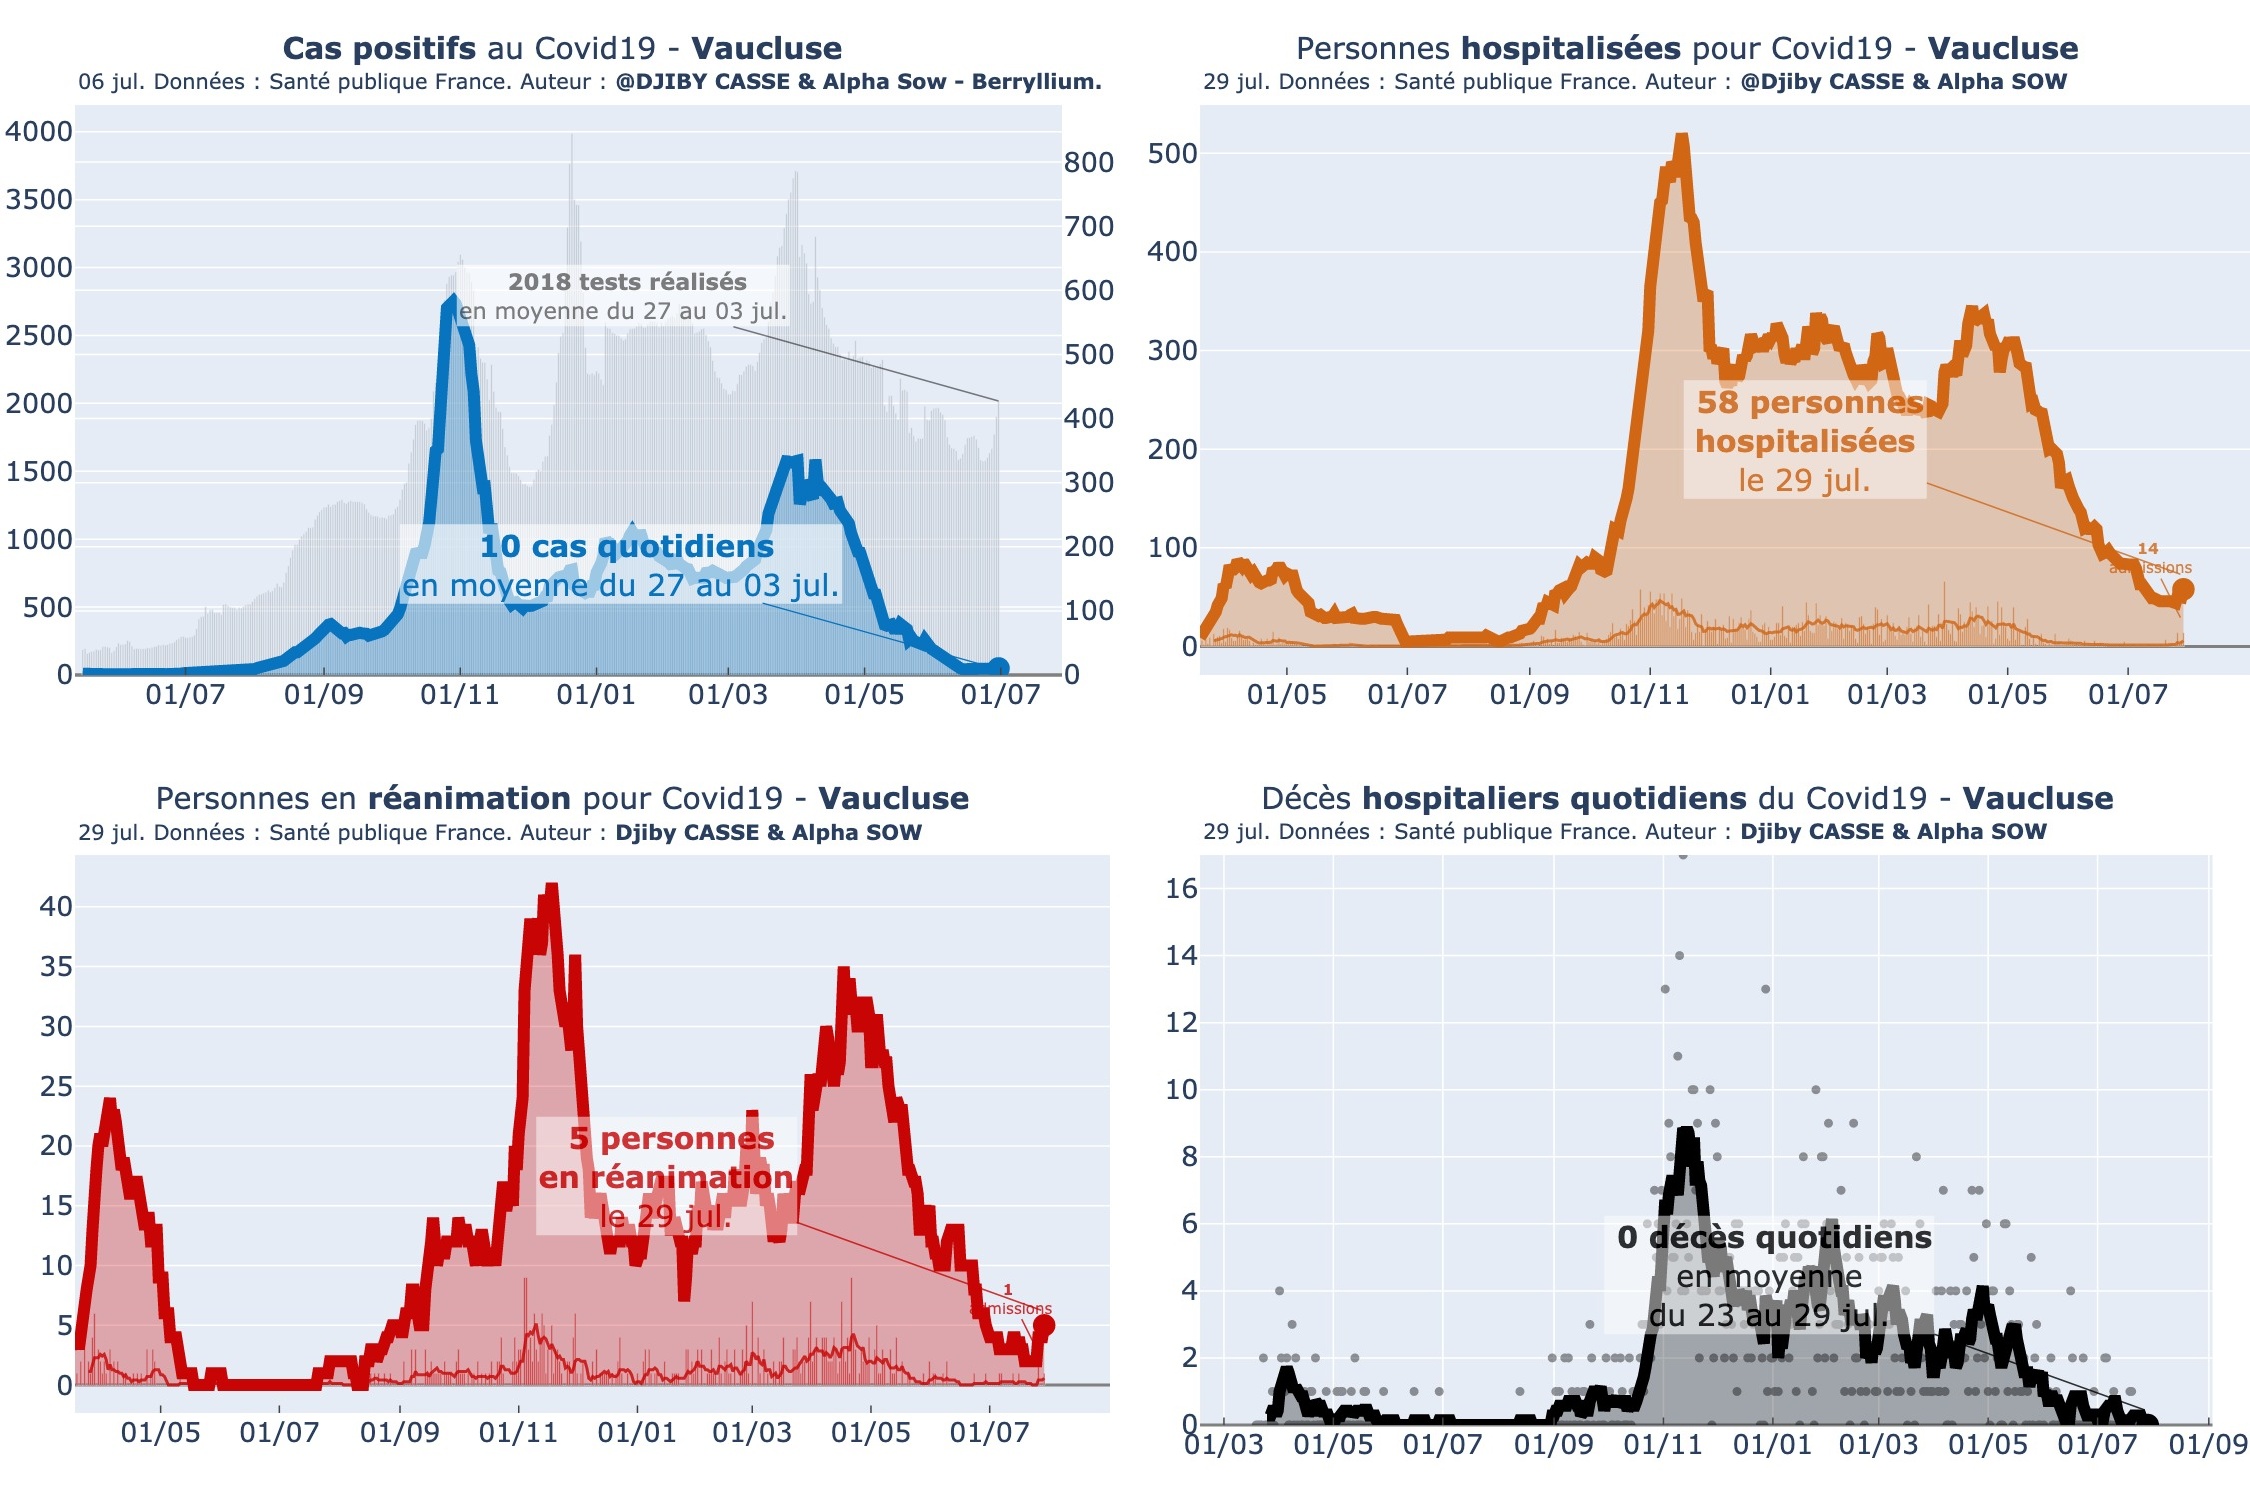 Cas positifs au Covid19 - Vaucluse
06 jul. Données : Santé publique France. Auteur : @DJIBY CASSE & Alpha Sow - Berryllium.
4000
3500
3000
2500
2000
1500
1000
500
0
800
700
600
500
400
300
200
100
0
2018 tests réalisés
en moyenne du 27 au 03 jul.
10 cas quotidiens
en moyenne du 27 au 03 jul.
01/07 01/09 01/11 01/01 01/03 01/05 01/07
Personnes hospitalisées pour Covid19 - Vaucluse
29 jul. Données : Santé publique France. Auteur : @Djiby CASSE & Alpha SOW
500
400
300
200
100
0
58 personnes
hospitalisées
le 29 jul.
14
admissions
01/05 01/07 01/09 01/11 01/01 01/03 01/05 01/07
Personnes en réanimation pour Covid19 - Vaucluse
29 jul. Données : Santé publique France. Auteur : Djiby CASSE & Alpha SOW
40
35
30
25
20
15
10
5
0
5 personnes
en réanimation
le 29 jul.
1
admissions
01/05 01/07 01/09 01/11 01/01 01/03 01/05 01/07
Décès hospitaliers quotidiens du Covid19 - Vaucluse
29 jul. Données : Santé publique France. Auteur : Djiby CASSE & Alpha SOW
16
14
12
10
8
6
4
2
0
0 décès quotidiens
en moyenne
du 23 au 29 jul.
01/03 01/05 01/07 01/09 01/11 01/01 01/03 01/05 01/07 01/09